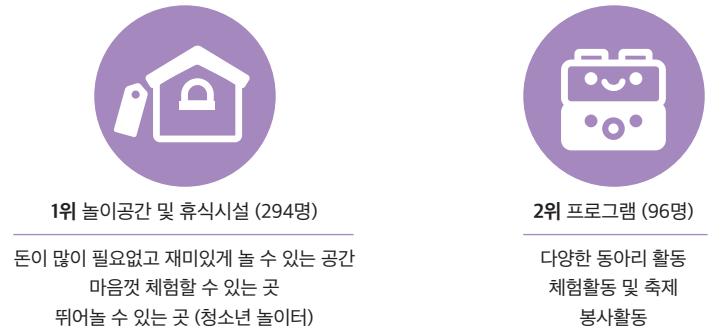 1위 놀이공간 및 휴식시설 (294명)
돈이 많이 필요없고 재미있게 놀 수 있는 공간
마음껏 체험할 수 있는 곳
뛰어놀 수 있는 곳 (청소년 놀이터)
2위 프로그램 (96명)
다양한 동아리 활동
체험활동 및 축제
봉사활동